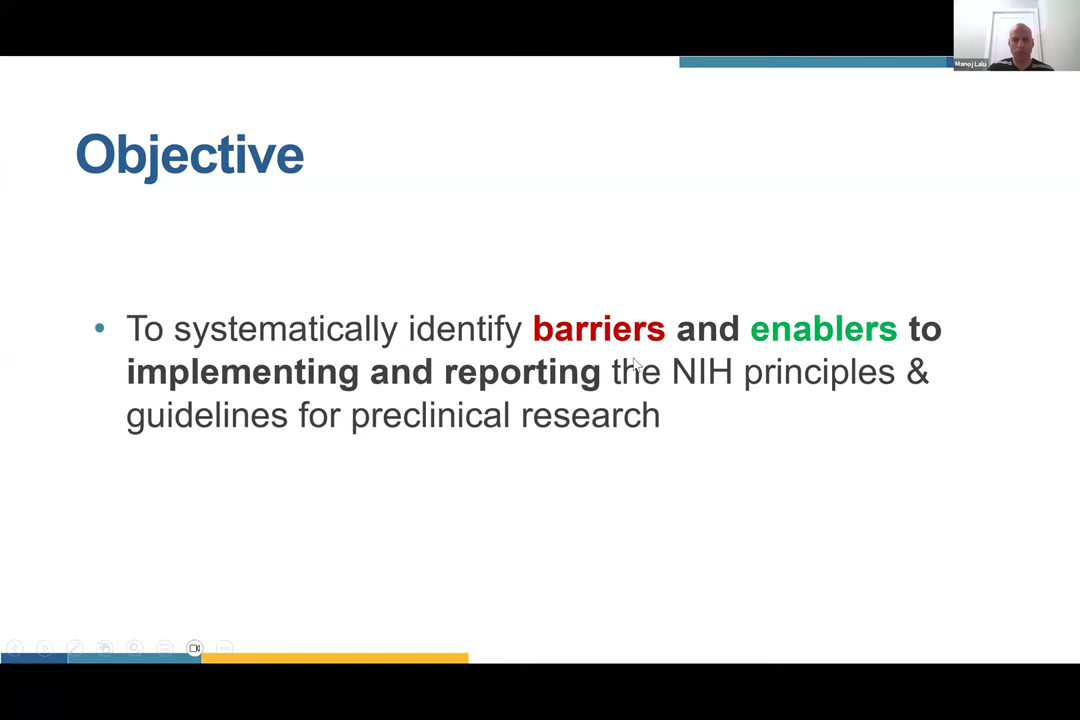 Manoj Lalu
Objective
• To systematically identify barriers and enablers to
implementing and reporting the NIH principles &
guidelines for preclinical research